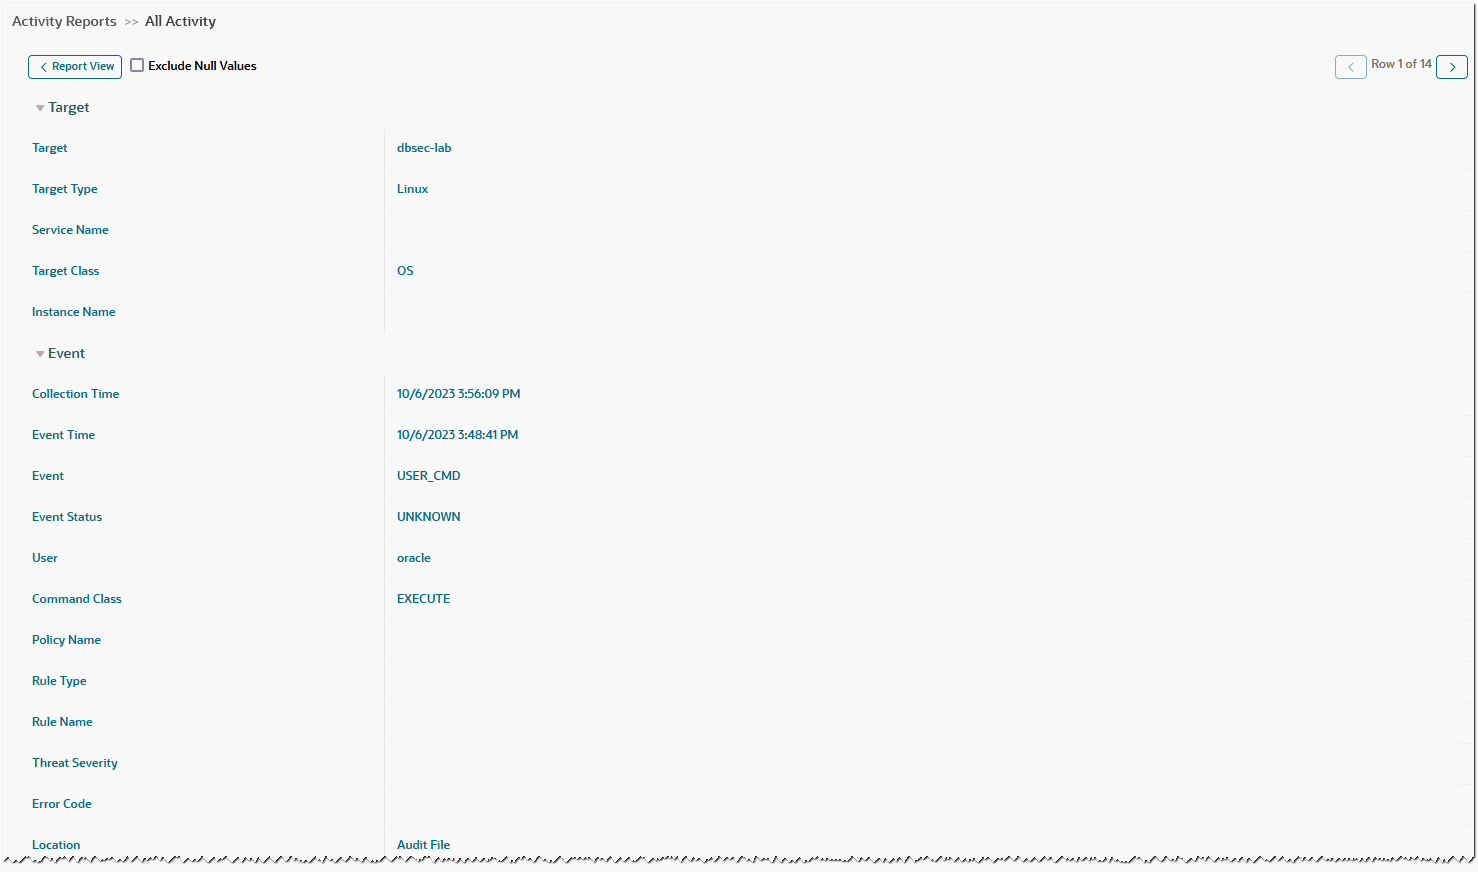 Activity Reports >> All Activity
< Report View Exclude Null Values < Row 1 of 14 >
Target
Target dbsec-lab
Target Type Linux
Service Name
Target Class OS
Instance Name
Event
Collection Time 10/6/2023 3:56:09 PM
Event Time 10/6/2023 3:48:41 PM
Event USER_CMD
Event Status UNKNOWN
User oracle
Command Class EXECUTE
Policy Name
Rule Type
Rule Name
Threat Severity
Error Code
Location Audit File